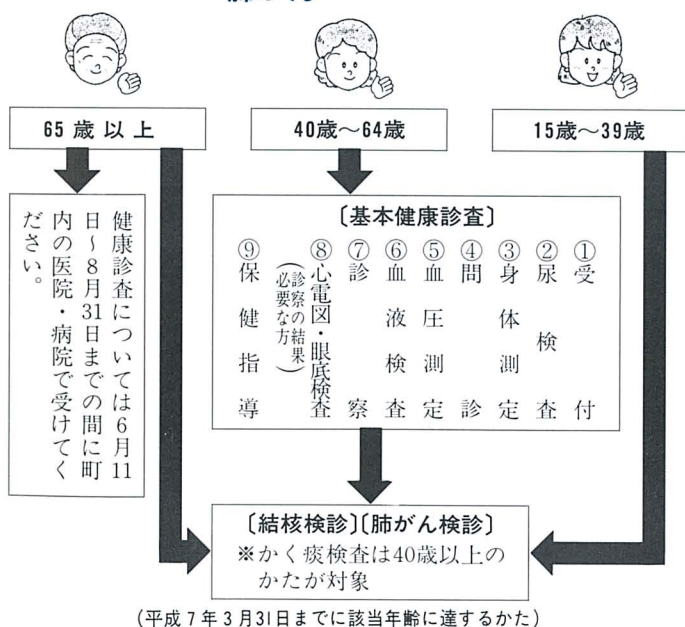 65歳以上
40歳〜64歳
15歳〜39歳
健康診査については6月11
日〜8月31日までの間に町
内の医院・病院で受けてく
ださい。
〔基本健康診査〕
①受付
②尿検査
③身体測定
④問診
⑤血圧測定
⑥血液検査
⑦診察
⑧心電図・眼底検査
(診察の結果
必要な方)
⑨保健指導
〔結核検診〕〔肺がん検診〕
※かく痰検査は40歳以上の
かたが対象
(平成7年3月31日までに該当年齢に達するかた)